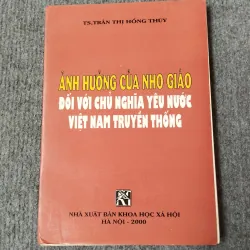 TS. TRẦN THỊ HỒNG THÚY
ẢNH HƯỞNG CỦA NHO GIÁO
ĐỐI VỚI CHỦ NGHĨA YÊU NƯỚC
VIỆT NAM TRUYỀN THỐNG
NHÀ XUẤT BẢN KHOA HỌC XÃ HỘI
HÀ NỘI - 2000